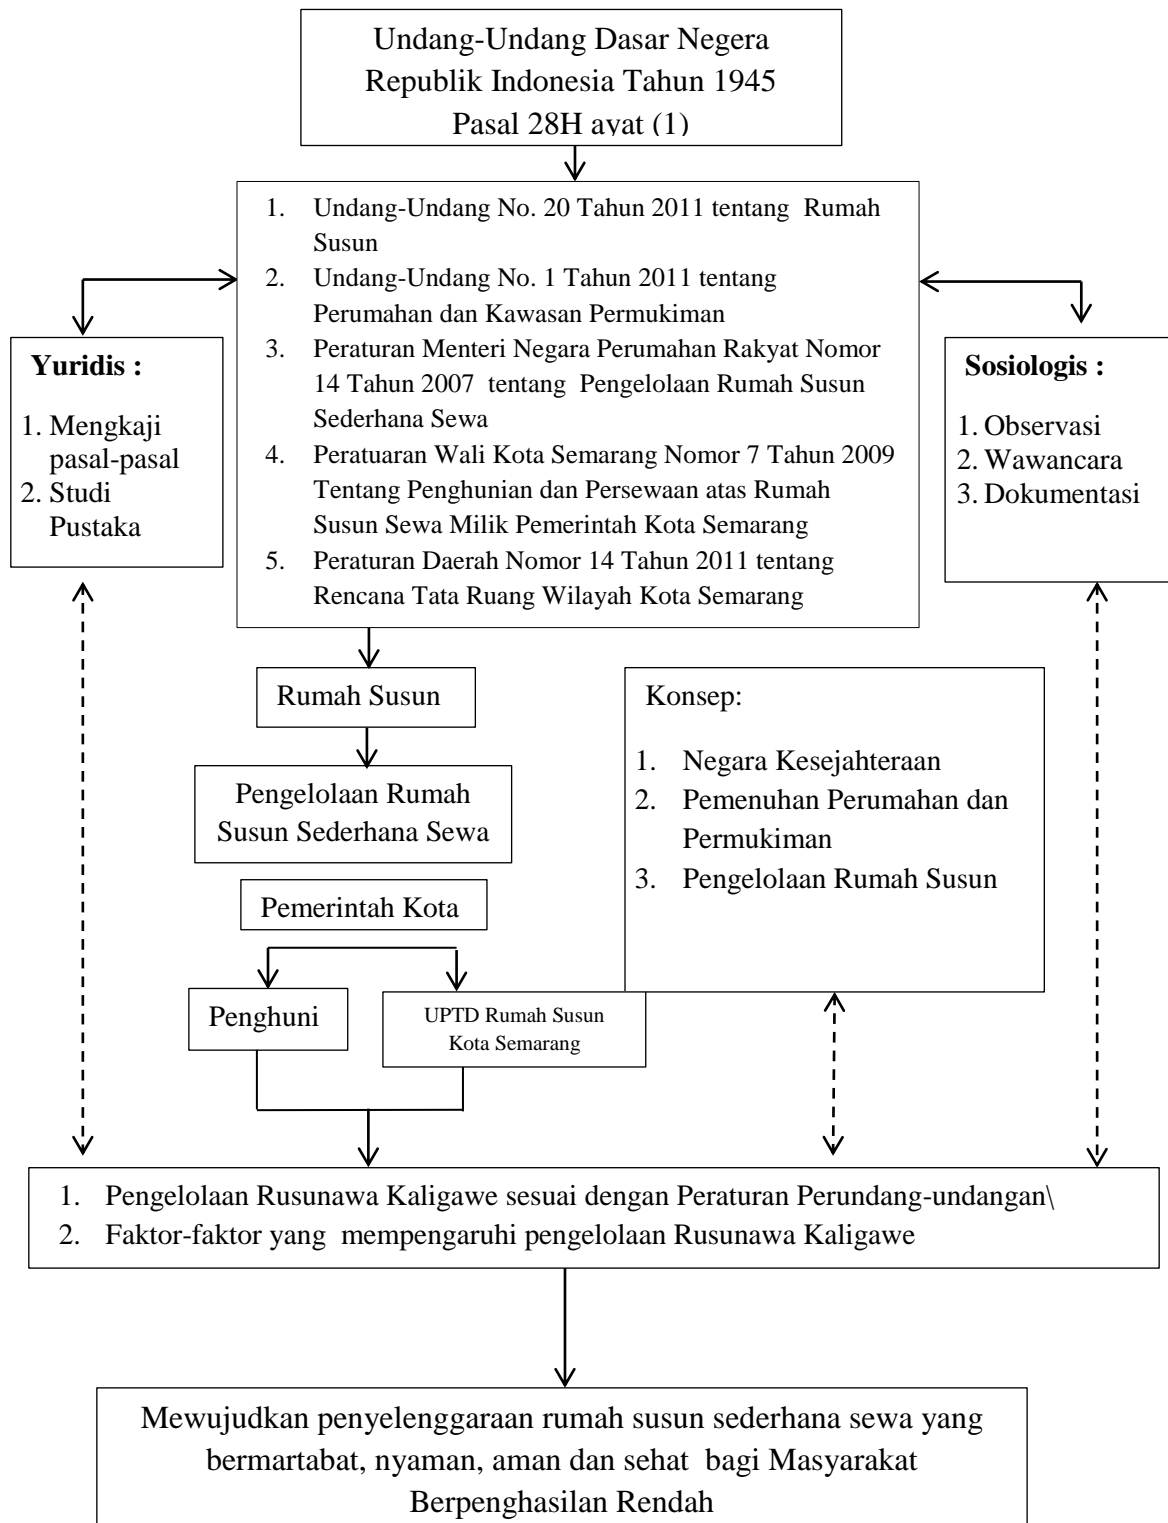 Undang-Undang Dasar Negera
Republik Indonesia Tahun 1945
Pasal 28H ayat (1)
1. Undang-Undang No. 20 Tahun 2011 tentang Rumah
Susun
2. Undang-Undang No. 1 Tahun 2011 tentang
Perumahan dan Kawasan Permukiman
3. Peraturan Menteri Negara Perumahan Rakyat Nomor
14 Tahun 2007 tentang Pengelolaan Rumah Susun
Sederhana Sewa
4. Peratuaran Wali Kota Semarang Nomor 7 Tahun 2009
Tentang Penghunian dan Persewaan atas Rumah
Susun Sewa Milik Pemerintah Kota Semarang
5. Peraturan Daerah Nomor 14 Tahun 2011 tentang
Rencana Tata Ruang Wilayah Kota Semarang
Yuridis :
1. Mengkaji
pasal-pasal
2. Studi
Pustaka
Sosiologis :
1. Observasi
2. Wawancara
3. Dokumentasi
Rumah Susun
Pengelolaan Rumah
Susun Sederhana Sewa
Pemerintah Kota
Penghuni
UPTD Rumah Susun
Kota Semarang
Konsep:
1. Negara Kesejahteraan
2. Pemenuhan Perumahan dan
Permukiman
3. Pengelolaan Rumah Susun
1. Pengelolaan Rusunawa Kaligawe sesuai dengan Peraturan Perundang-undangan\
2. Faktor-faktor yang mempengaruhi pengelolaan Rusunawa Kaligawe
Mewujudkan penyelenggaraan rumah susun sederhana sewa yang
bermartabat, nyaman, aman dan sehat bagi Masyarakat
Berpenghasilan Rendah